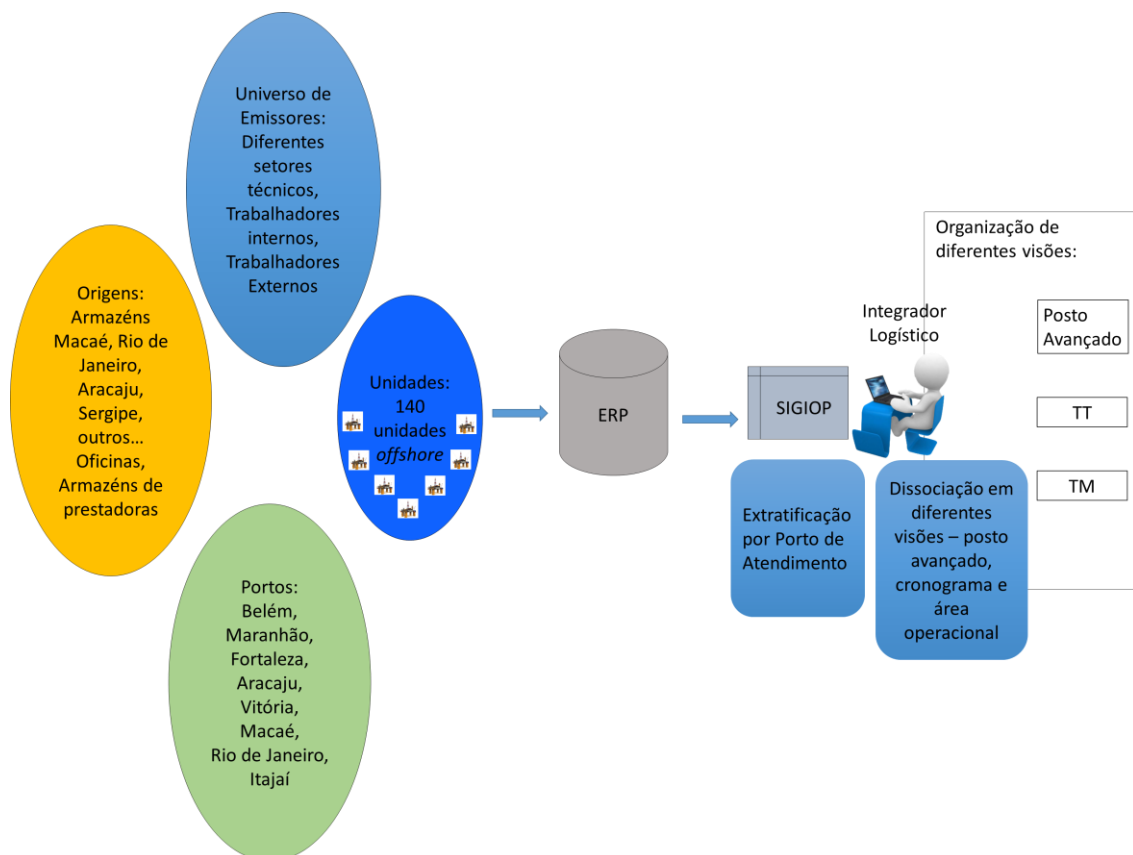 Universo de
Emissores:
Diferentes
setores
técnicos,
Trabalhadores
internos,
Trabalhadores
Externos
Origens:
Armazéns
Macaé, Rio de
Janeiro,
Aracaju,
Sergipe,
outros...
Oficinas,
Armazéns de
prestadoras
Unidades:
140
unidades
offshore
Portos:
Belém,
Maranhão,
Fortaleza,
Aracaju,
Vitória,
Macaé,
Rio de Janeiro,
Itajaí
ERP
SIGIOP
Integrador
Logístico
Extratificação
por Porto de
Atendimento
Dissociação em
diferentes
visões – posto
avançado,
cronograma e
área
operacional
Organização de
diferentes visões:
Posto
Avançado
TT
TM